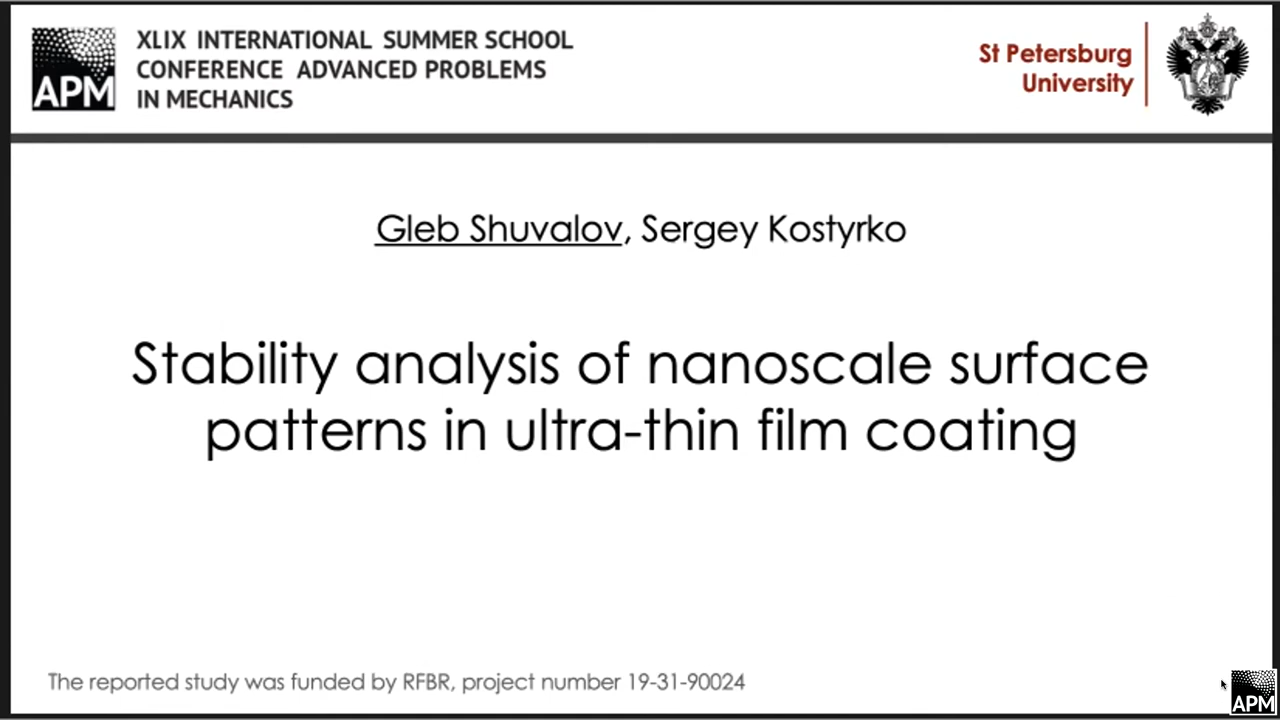 APM
XLIX INTERNATIONAL SUMMER SCHOOL
CONFERENCE ADVANCED PROBLEMS
IN MECHANICS
St Petersburg
University
Gleb Shuvalov, Sergey Kostyrko
Stability analysis of nanoscale surface
patterns in ultra-thin film coating
The reported study was funded by RFBR, project number 19-31-90024
APM